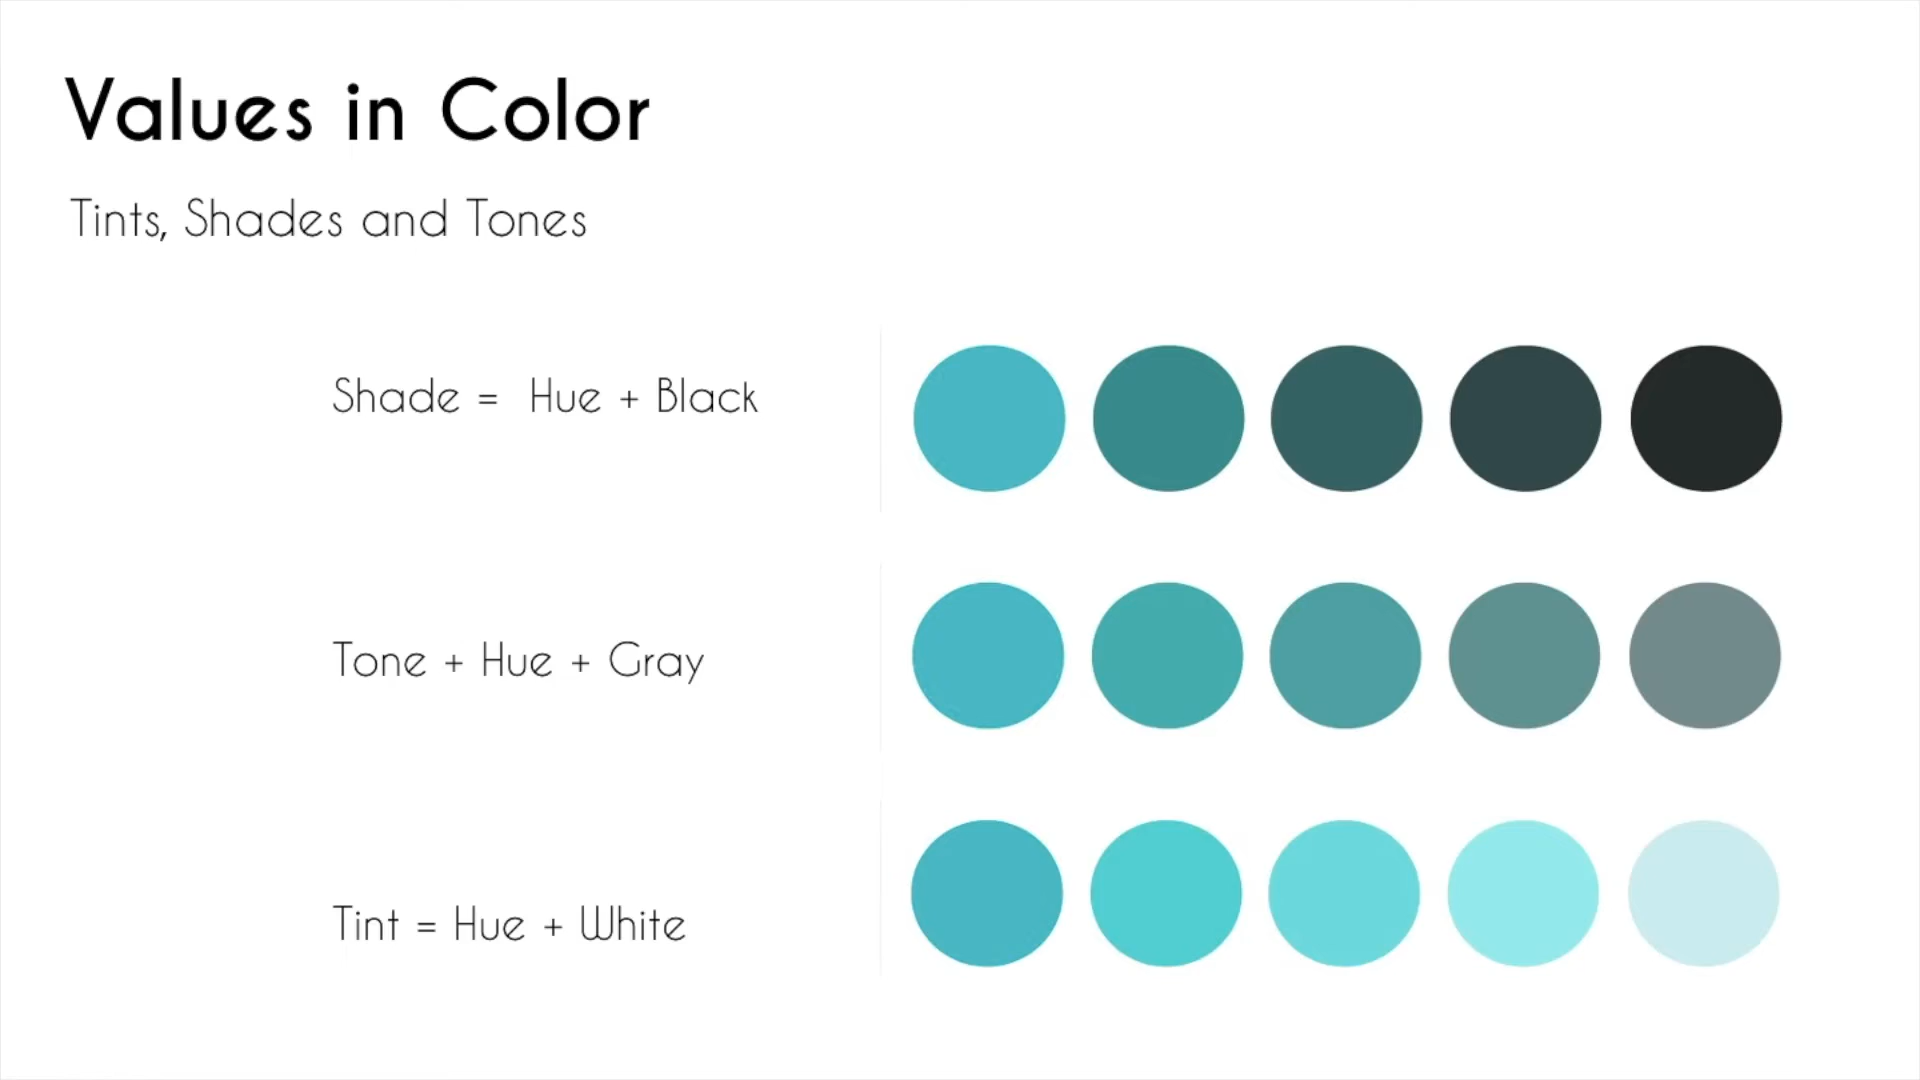 Values in Color
Tints, Shades and Tones
Shade = Hue + Black
Tone + Hue + Gray
Tint = Hue + White